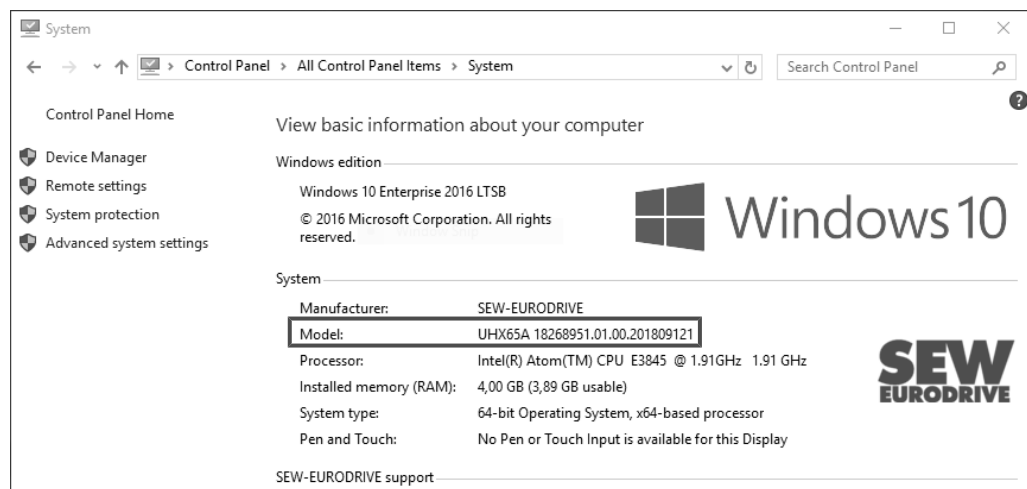 System
Control Panel > All Control Panel Items > System
Search Control Panel
?
Control Panel Home
Device Manager
Remote settings
System protection
Advanced system settings
View basic information about your computer
Windows edition
Windows 10 Enterprise 2016 LTSB
© 2016 Microsoft Corporation. All rights
reserved.
Window Snip
Windows 10
System
Manufacturer: SEW-EURODRIVE
Model: UHX65A 18268951.01.00.201809121
Processor: Intel(R) Atom(TM) CPU E3845 @ 1.91GHz 1.91 GHz
Installed memory (RAM): 4,00 GB (3,89 GB usable)
System type: 64-bit Operating System, x64-based processor
Pen and Touch: No Pen or Touch Input is available for this Display
SEW
EURODRIVE
SEW-EURODRIVE support